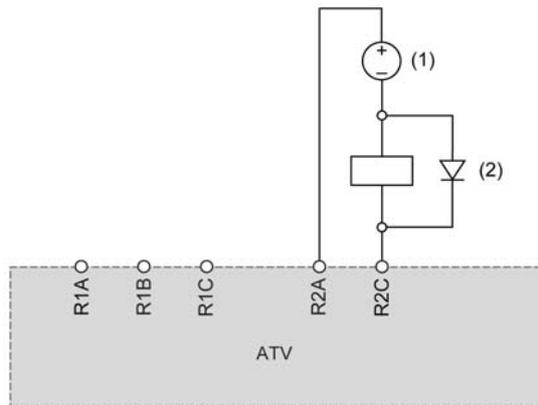 +
−
(1)
(2)
R1A
R1B
R1C
R2A
R2C
ATV